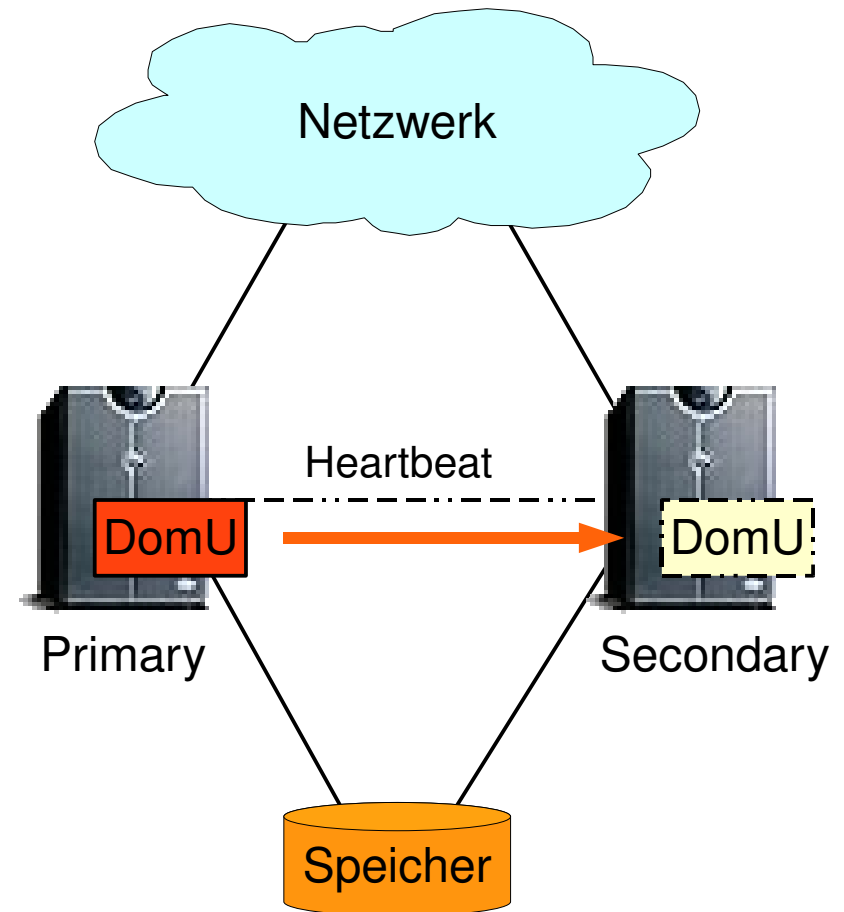 Netzwerk
Heartbeat
DomU
DomU
Primary
Secondary
Speicher